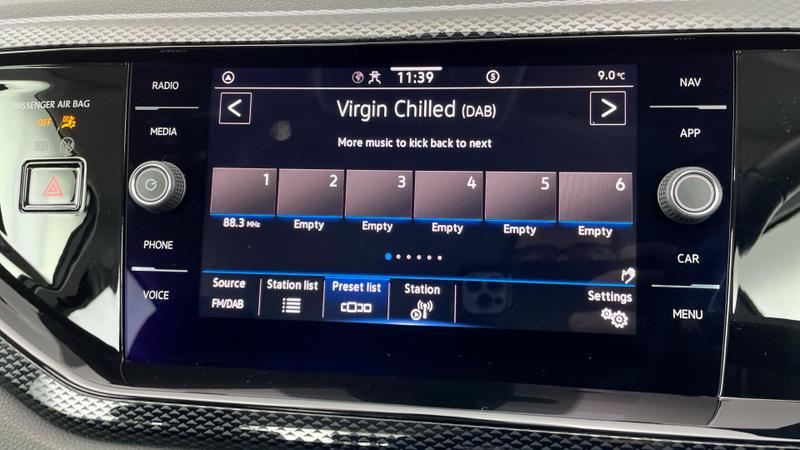 RADIO
MEDIA
PHONE
VOICE
PASSENGER AIR BAG
OFF
ON
11:39
5
9.0°C
Virgin Chilled (DAB)
More music to kick back to next
1 2 3 4 5 6
88.3 MHz Empty Empty Empty Empty Empty
Source Station list Preset list Station Settings
FM/DAB
NAV
APP
CAR
MENU